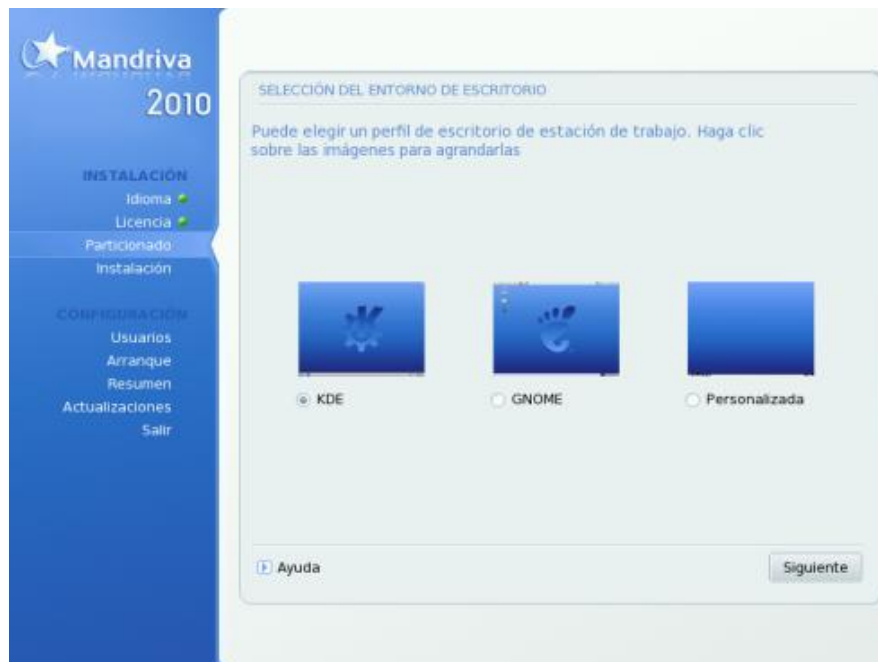 Mandriva
2010
INSTALACIÓN
Idioma
Licencia
Particionado
Instalación
CONFIGURACIÓN
Usuarios
Arranque
Resumen
Actualizaciones
Salir
SELECCIÓN DEL ENTORNO DE ESCRITORIO
Puede elegir un perfil de escritorio de estación de trabajo. Haga clic
sobre las imágenes para agrandarlas
KDE
GNOME
Personalizada
Ayuda
Siguiente